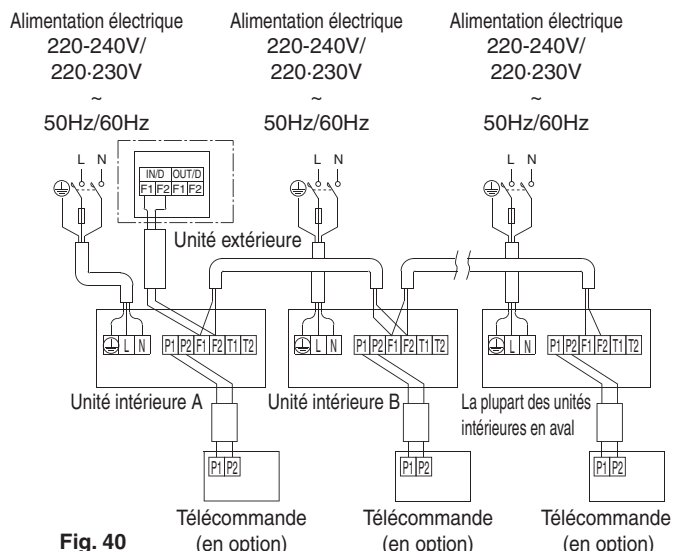 Alimentation électrique
220-240V/
220·230V
~
50Hz/60Hz
Alimentation électrique
220-240V/
220·230V
~
50Hz/60Hz
Alimentation électrique
220-240V/
220·230V
~
50Hz/60Hz
L N
IN/D OUT/D
F1 F2 F1 F2
Unité extérieure
L N
L N
L N
P1 P2 F1 F2 T1 T2
Unité intérieure A
L N
P1 P2 F1 F2 T1 T2
Unité intérieure B
L N
P1 P2 F1 F2 T1 T2
La plupart des unités
intérieures en aval
P1 P2
Télécommande
(en option)
P1 P2
Télécommande
(en option)
P1 P2
Télécommande
(en option)
Fig. 40